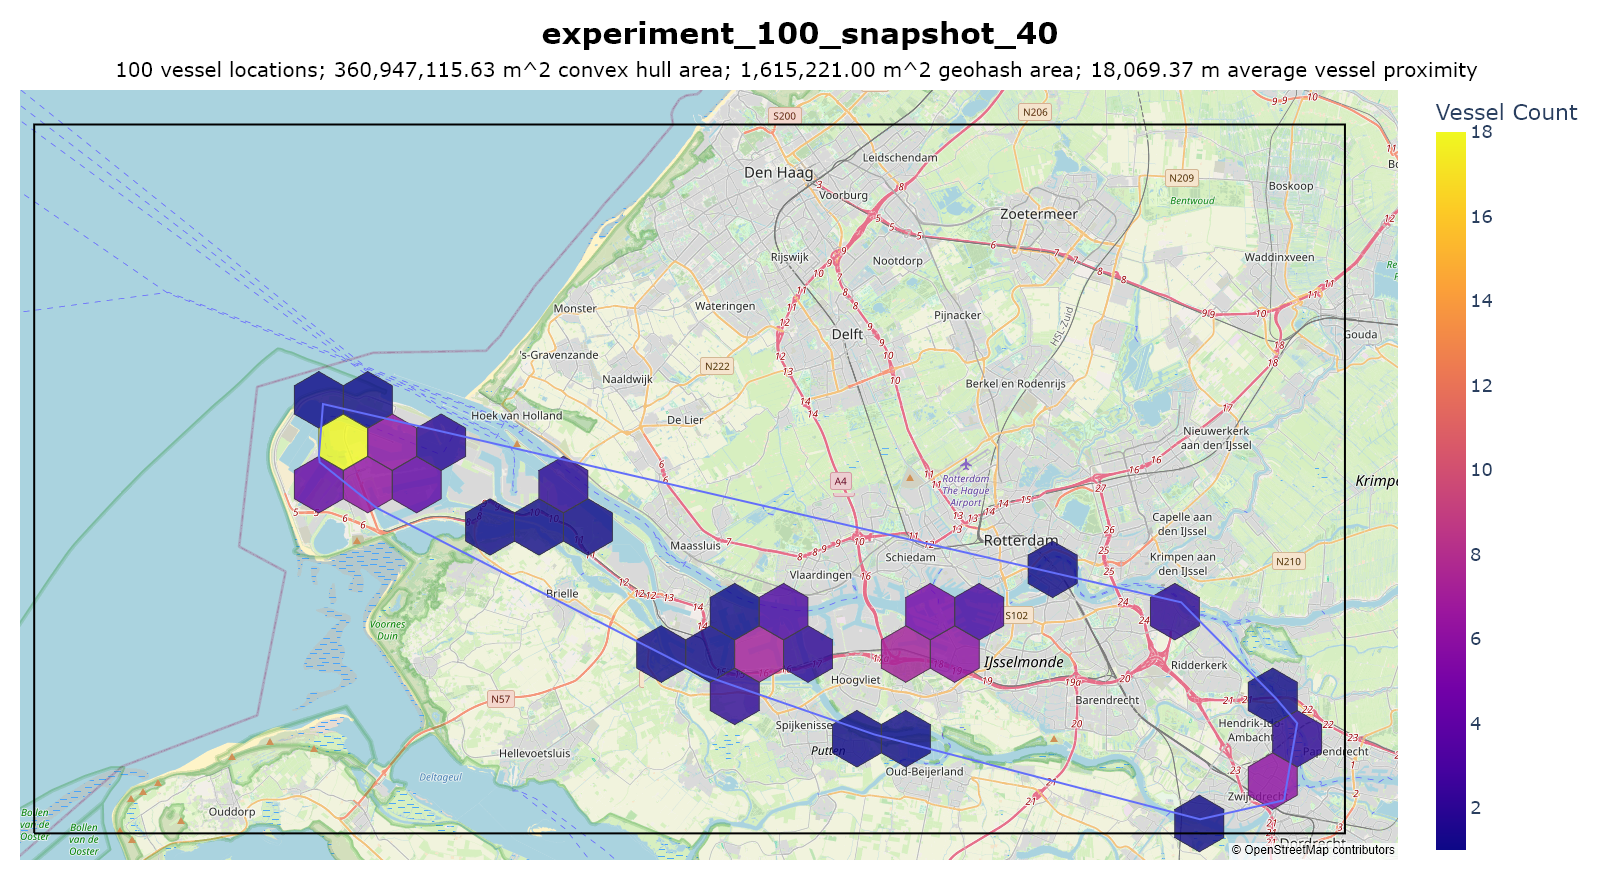 experiment_100_snapshot_40
100 vessel locations; 360,947,115.63 m^2 convex hull area; 1,615,221.00 m^2 geohash area; 18,069.37 m average vessel proximity
Vessel Count
18
16
14
12
10
8
6
4
2
S200
N206
Leidschendam
Den Haag
Voorburg
N209
Boskoop
Bentwoud
Zoetermeer
Rijswijk
Nootdorp
Waddinxveen
Monster
Wateringen
Pijnacker
HSL-Zuid
Delft
Gouda
's-Gravenzande
N222
Naaldwijk
Berkel en Rodenrijs
Hoek van Holland
De Lier
Nieuwerkerk
aan den IJssel
A4
Rotterdam
The Hague
Airport
Krimpe
Capelle aan
den IJssel
Maassluis
Schiedam
Rotterdam
Krimpen aan
den IJssel
N210
Vlaardingen
Brielle
S102
Voornes
Duin
IJsselmonde
Ridderkerk
Hoogvliet
N57
Barendrecht
Spijkenisse
Hendrik-Ido-
Ambacht
Papendrecht
Putten
Hellevoetsluis
Oud-Beijerland
Deltageul
Zwijndrecht
Ouddorp
Bollen
van de
Ooster
Bollen
van de
Ooster
Dordrecht
© OpenStreetMap contributors